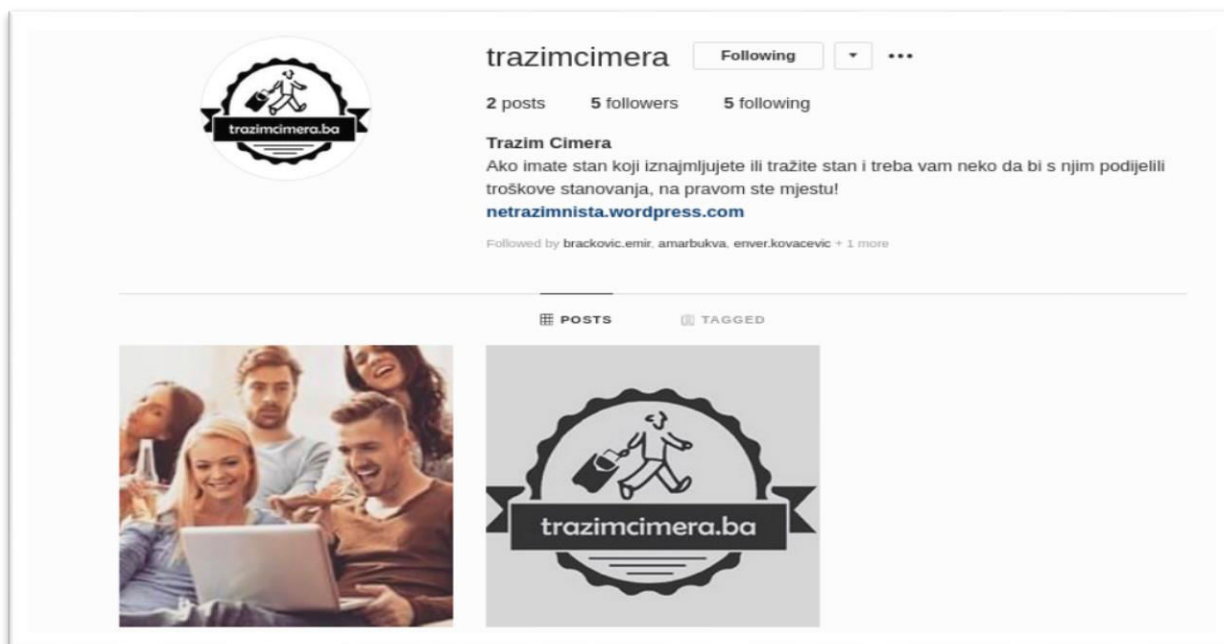 trazimcimera Following
2 posts 5 followers 5 following
trazimcimera.ba
Trazim Cimera
Ako imate stan koji iznajmljujete ili tražite stan i treba vam neko da bi s njim podijelili
troškove stanovanja, na pravom ste mjestu!
netrazimnista.wordpress.com
Followed by brackovic.emir, amarbukva, enver.kovacevic + 1 more
POSTS TAGGED
trazimcimera.ba